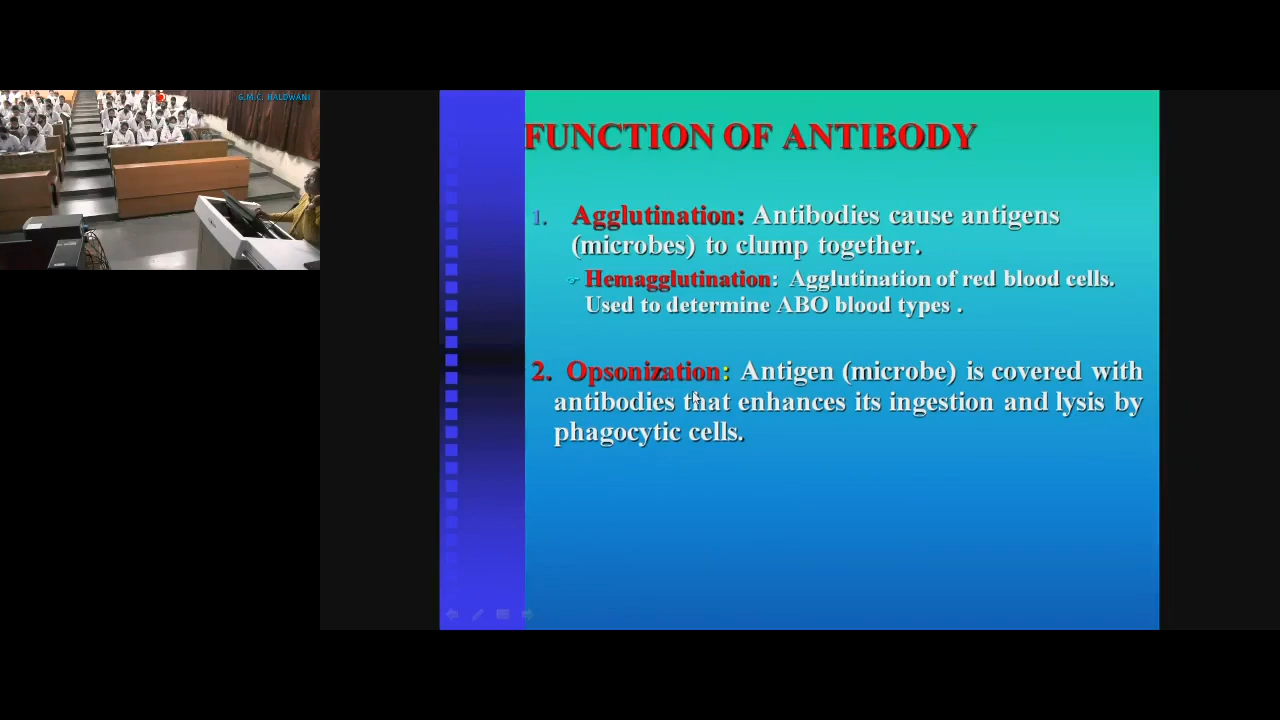 G.M.C. HALDWANI
FUNCTION OF ANTIBODY
1. Agglutination: Antibodies cause antigens
(microbes) to clump together.
Hemagglutination: Agglutination of red blood cells.
Used to determine ABO blood types .
2. Opsonization: Antigen (microbe) is covered with
antibodies that enhances its ingestion and lysis by
phagocytic cells.